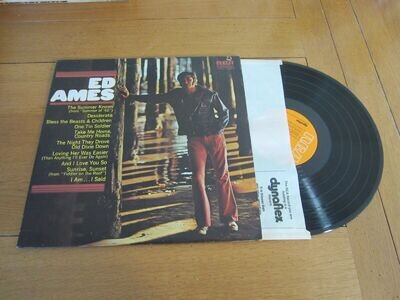 ED
AMES
The Summer Knows
(from "Summer of '42")
Desiderata
Bless the Beasts & Children
One Tin Soldier
Take Me Home,
Country Roads
The Night They Drove
Old Dixie Down
Loving Her Was Easier
(Than Anything I'll Ever Do Again)
And I Love You So
Sunrise, Sunset
(from "Fiddler on the Roof")
I Am ... I Said
RCA
dynaflex